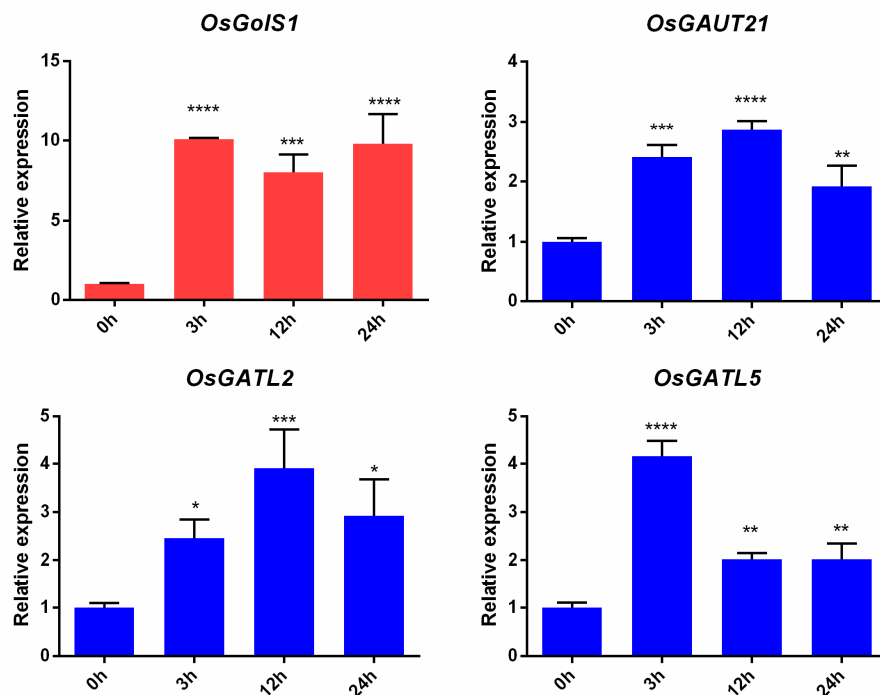 OsGolS1
Relative expression
15
10
5
0
****
***
****
0h
3h
12h
24h
OsGAUT21
Relative expression
4
3
2
1
0
***
****
**
0h
3h
12h
24h
OsGATL2
Relative expression
5
4
3
2
1
0
*
***
*
0h
3h
12h
24h
OsGATL5
Relative expression
5
4
3
2
1
0
****
**
**
0h
3h
12h
24h